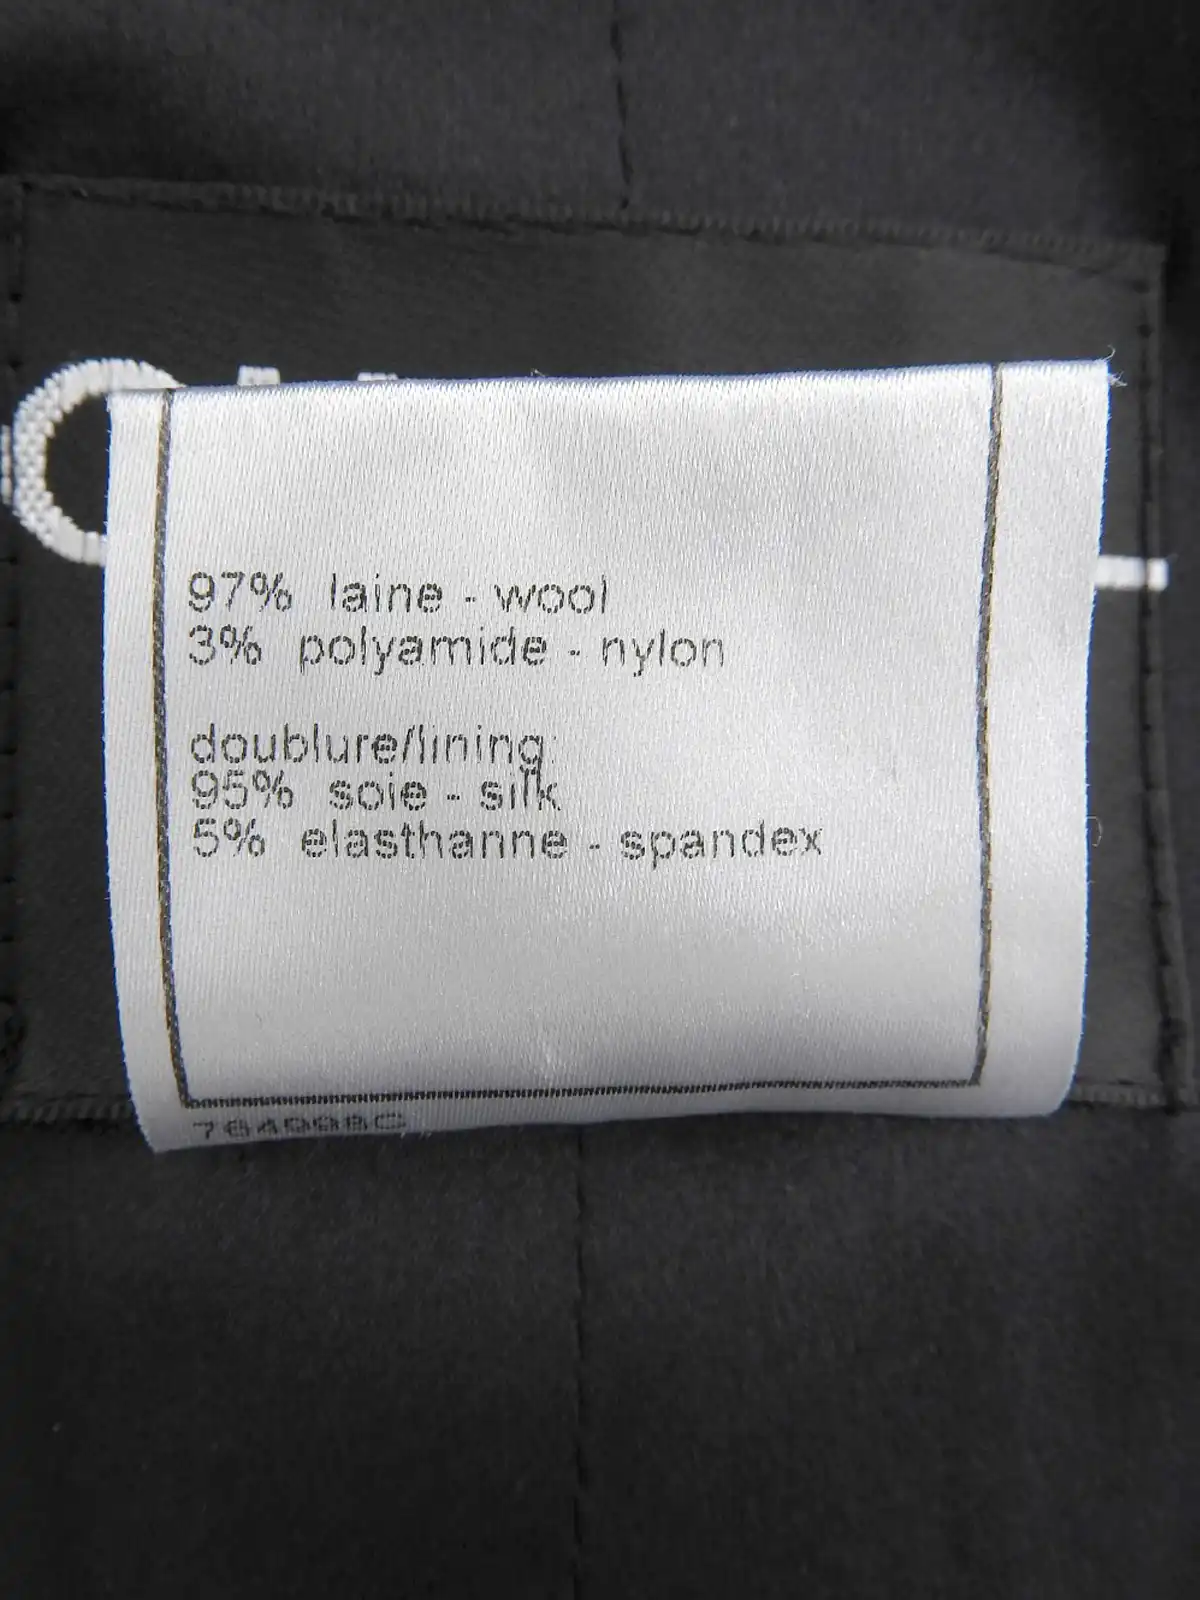 97% laine - wool
3% polyamide - nylon
doublure/lining:
95% soie - silk
5% elasthanne - spandex